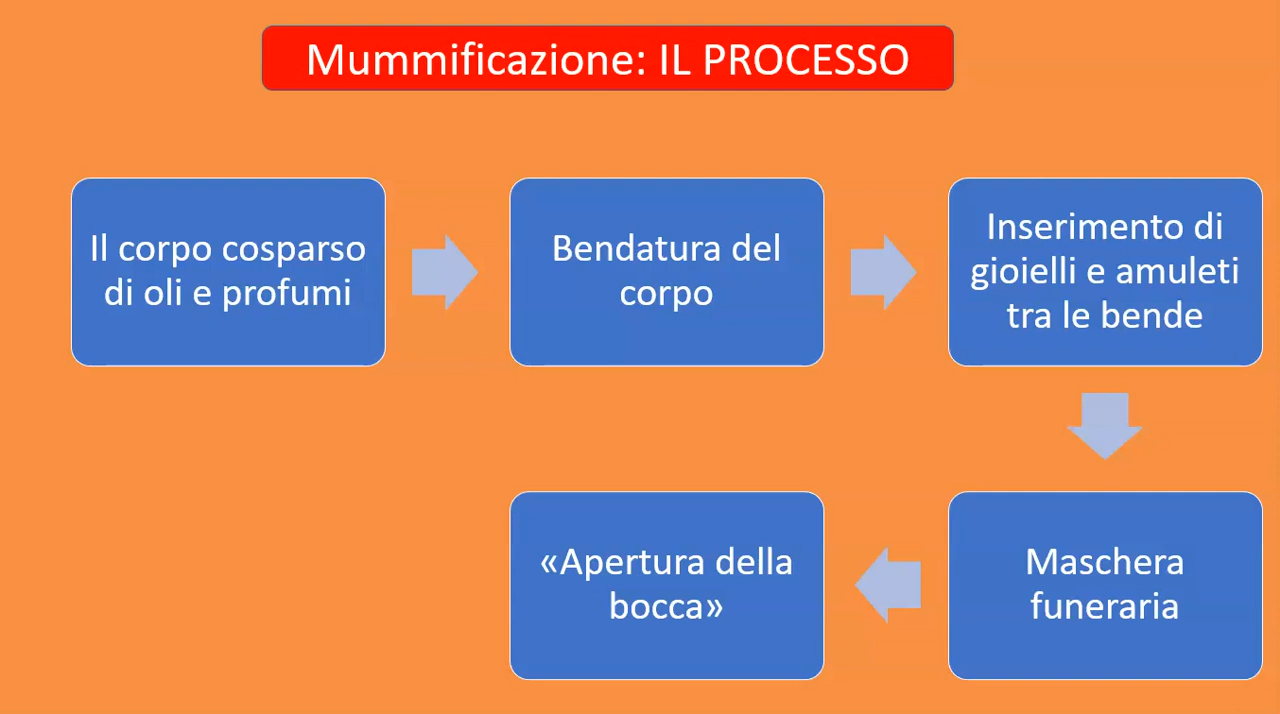 Mummificazione: IL PROCESSO
Il corpo cosparso
di oli e profumi
Bendatura del
corpo
Inserimento di
gioielli e amuleti
tra le bende
Maschera
funeraria
«Apertura della
bocca»